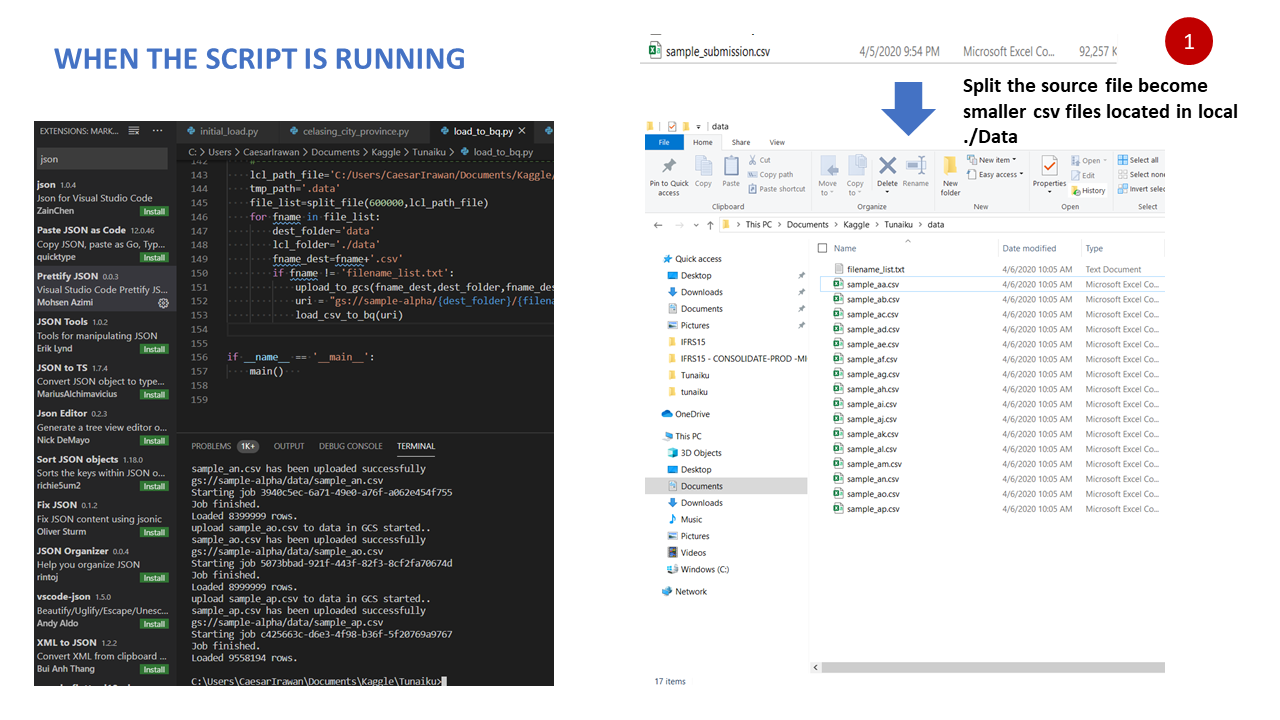 WHEN THE SCRIPT IS RUNNING
EXTENSIONS: MARK...
json
json 1.0.4
Json for Visual Studio Code
ZainChen Install
Paste JSON as Code 12.0.46
Copy JSON, paste as Go, Typ...
quicktype Install
Prettify JSON 0.0.3
Visual Studio Code Prettify JS...
Mohsen Azimi
JSON Tools 1.0.2
Tools for manipulating JSON
Erik Lynd Install
JSON to TS 1.7.4
Convert JSON object to type...
MariusAlchimavicius Install
Json Editor 0.2.3
Generate a tree view editor o...
Nick DeMayo Install
Sort JSON objects 1.18.0
Sorts the keys within JSON o...
richie5um2 Install
Fix JSON 0.1.2
Fix JSON content using jsonic
Oliver Sturm Install
JSON Organizer 0.0.4
Help you organize JSON
rintoj Install
vscode-json 1.5.0
Beautify/Uglify/Escape/Unesc...
Andy Aldo Install
XML to JSON 1.2.2
Convert XML from clipboard ...
Bui Anh Thang Install
initial_load.py celasing_city_province.py load_to_bq.py
C: > Users > CaesarIrawan > Documents > Kaggle > Tunaiku > load_to_bq.py
142 #
143 lcl_path_file='C:/Users/CaesarIrawan/Documents/Kaggle/
144 tmp_path='.data'
145 file_list=split_file(600000,lcl_path_file)
146 for fname in file_list:
147 dest_folder='data'
148 lcl_folder='./data'
149 fname_dest=fname+'.csv'
150 if fname != 'filename_list.txt':
151 upload_to_gcs(fname_dest,dest_folder,fname_des
152 uri = "gs://sample-alpha/{dest_folder}/{filena
153 load_csv_to_bq(uri)
154
155
156 if __name__ == '__main__':
157 main()
158
159
PROBLEMS 1K+ OUTPUT DEBUG CONSOLE TERMINAL
sample_an.csv has been uploaded successfully
gs://sample-alpha/data/sample_an.csv
Starting job 3940c5ec-6a71-49e0-a76f-a062e454f755
Job finished.
Loaded 8399999 rows.
upload sample_ao.csv to data in GCS started..
sample_ao.csv has been uploaded successfully
gs://sample-alpha/data/sample_ao.csv
Starting job 5073bbad-921f-443f-82f3-8cf2fa70674d
Job finished.
Loaded 8999999 rows.
upload sample_ap.csv to data in GCS started..
sample_ap.csv has been uploaded successfully
gs://sample-alpha/data/sample_ap.csv
Starting job c425663c-d6e3-4f98-b36f-5f20769a9767
Job finished.
Loaded 9558194 rows.
C:\Users\CaesarIrawan\Documents\Kaggle\Tunaiku>
sample_submission.csv 4/5/2020 9:54 PM Microsoft Excel Co... 92,257 K
1
Split the source file become
smaller csv files located in local
./Data
data
File Home Share View
Pin to Quick access
Copy
Paste
Cut
Copy path
Paste shortcut
Clipboard
Move to
Copy to
Delete
Rename
Organize
New folder
New item
Easy access
New
Properties
Open
Edit
History
Open
Select all
Select none
Invert selec
Select
This PC > Documents > Kaggle > Tunaiku > data
Quick access
Desktop
Downloads
Documents
Pictures
IFRS15
IFRS15 - CONSOLIDATE-PROD -MI
Tunaiku
tunaiku
OneDrive
This PC
3D Objects
Desktop
Documents
Downloads
Music
Pictures
Videos
Windows (C:)
Network
Name Date modified Type
filename_list.txt 4/6/2020 10:05 AM Text Document
sample_aa.csv 4/6/2020 10:05 AM Microsoft Excel Co...
sample_ab.csv 4/6/2020 10:05 AM Microsoft Excel Co...
sample_ac.csv 4/6/2020 10:05 AM Microsoft Excel Co...
sample_ad.csv 4/6/2020 10:05 AM Microsoft Excel Co...
sample_ae.csv 4/6/2020 10:05 AM Microsoft Excel Co...
sample_af.csv 4/6/2020 10:05 AM Microsoft Excel Co...
sample_ag.csv 4/6/2020 10:05 AM Microsoft Excel Co...
sample_ah.csv 4/6/2020 10:05 AM Microsoft Excel Co...
sample_ai.csv 4/6/2020 10:05 AM Microsoft Excel Co...
sample_aj.csv 4/6/2020 10:05 AM Microsoft Excel Co...
sample_ak.csv 4/6/2020 10:05 AM Microsoft Excel Co...
sample_al.csv 4/6/2020 10:05 AM Microsoft Excel Co...
sample_am.csv 4/6/2020 10:05 AM Microsoft Excel Co...
sample_an.csv 4/6/2020 10:05 AM Microsoft Excel Co...
sample_ao.csv 4/6/2020 10:05 AM Microsoft Excel Co...
sample_ap.csv 4/6/2020 10:05 AM Microsoft Excel Co...
17 items